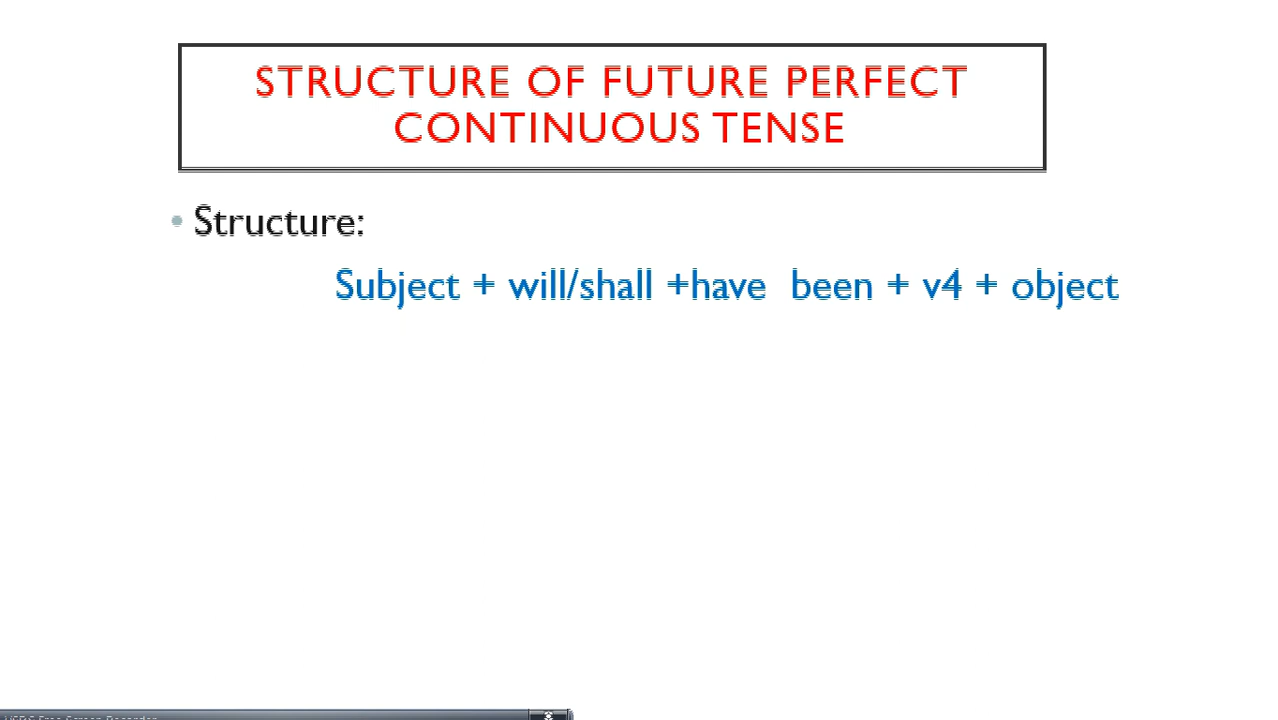 STRUCTURE OF FUTURE PERFECT
CONTINUOUS TENSE
• Structure:
Subject + will/shall +have been + v4 + object